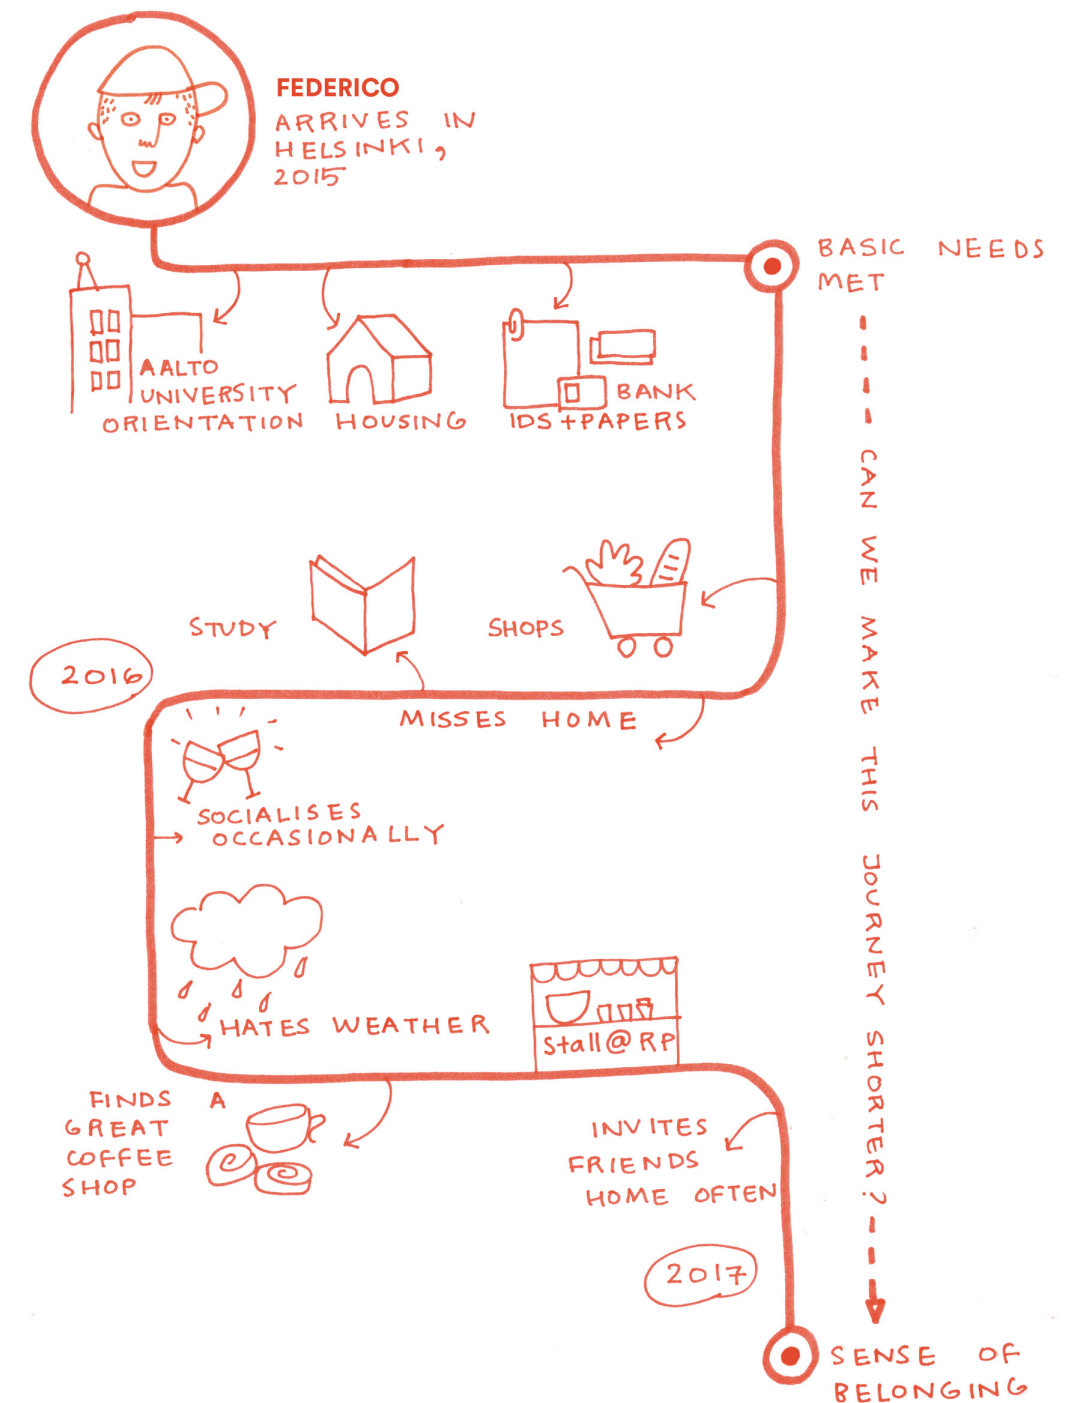 FEDERICO
ARRIVES IN
HELSINKI,
2015
BASIC NEEDS
MET
AALTO
UNIVERSITY
ORIENTATION
HOUSING
BANK
IDS + PAPERS
CAN WE MAKE THIS JOURNEY SHORTER?
SHOPS
STUDY
MISSES HOME
2016
SOCIALISES
OCCASIONALLY
HATES WEATHER
Stall@RP
FINDS A
GREAT
COFFEE
SHOP
INVITES
FRIENDS
HOME OFTEN
2017
SENSE OF
BELONGING